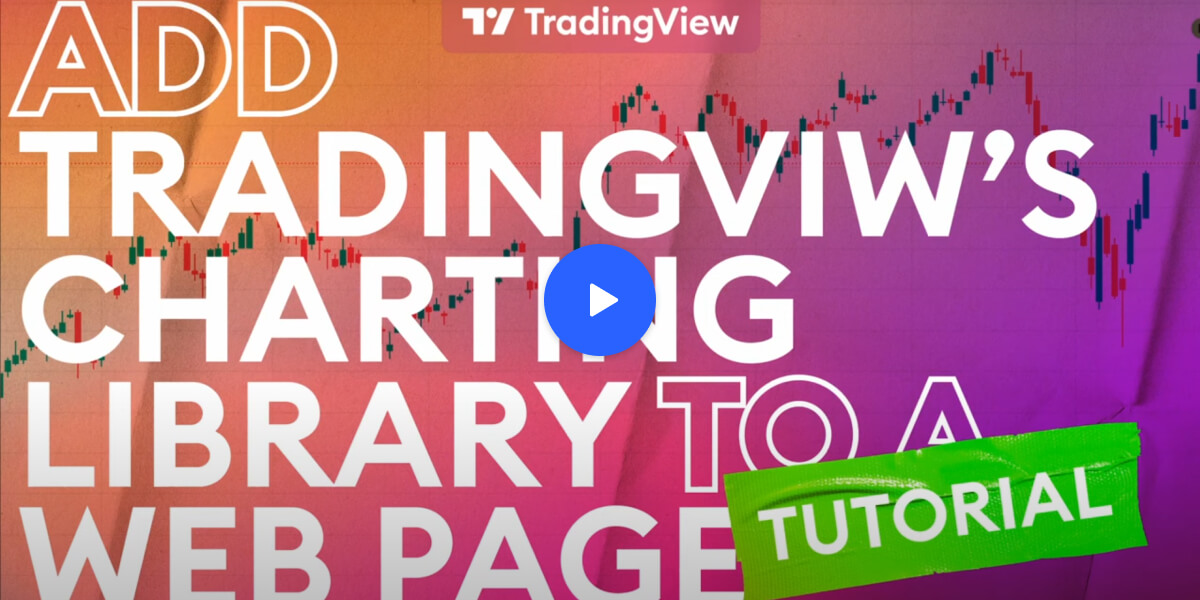 TradingView
ADD
TRADINGVIW'S
CHARTING
LIBRARY TO A
WEB PAGE
TUTORIAL